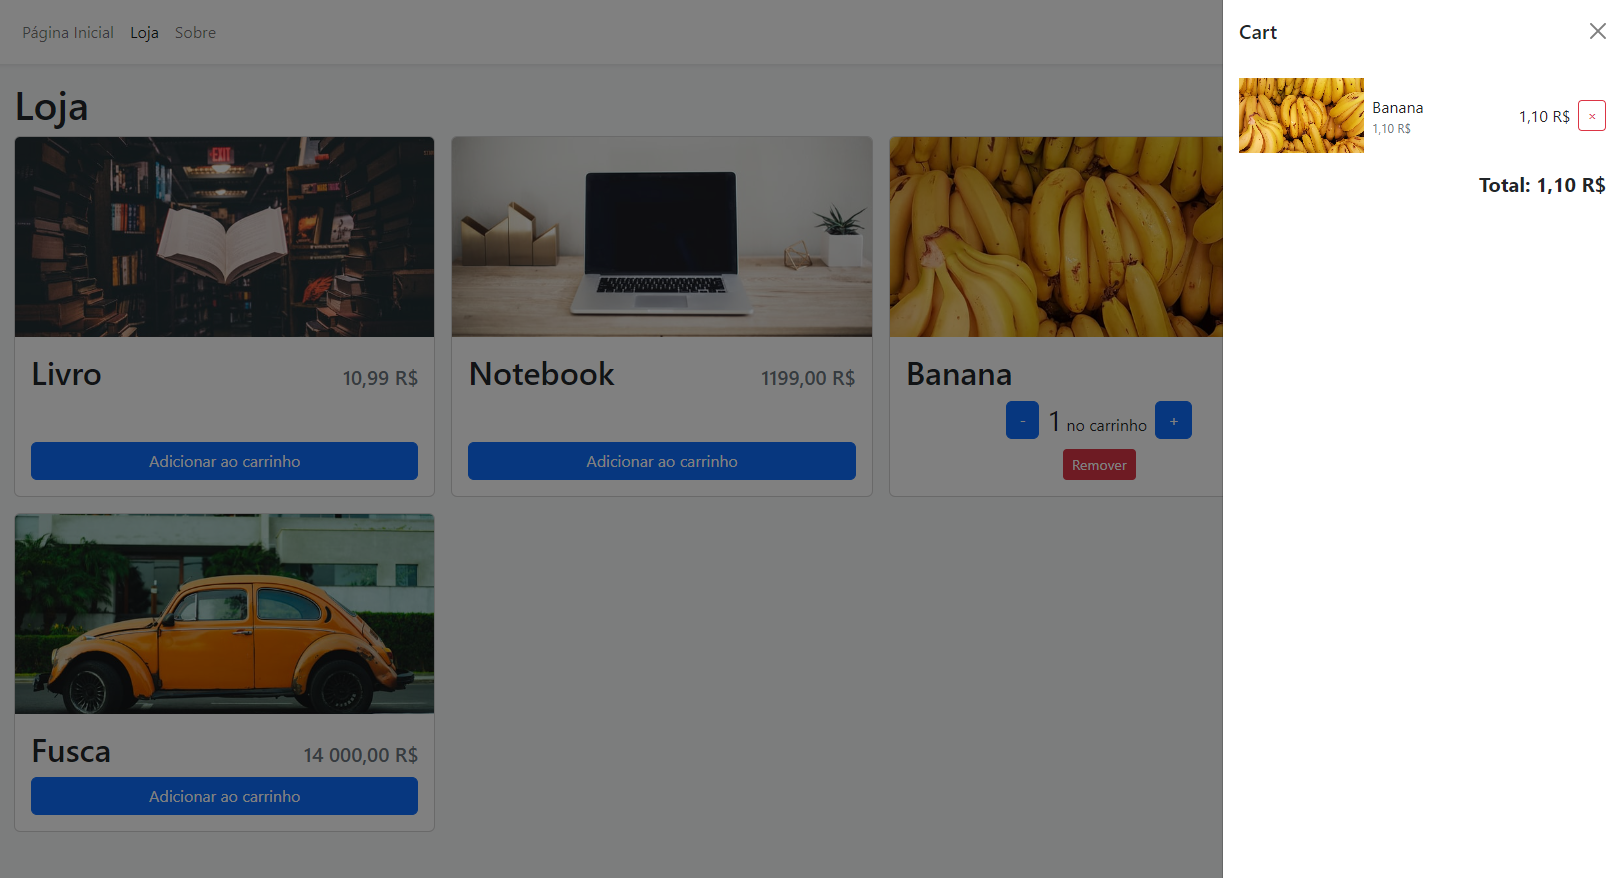 Página Inicial Loja Sobre
Loja
EXIT
Livro 10,99 R$
Adicionar ao carrinho
Notebook 1199,00 R$
Adicionar ao carrinho
Banana
- 1 no carrinho +
Remover
Fusca 14 000,00 R$
Adicionar ao carrinho
Cart
Banana
1,10 R$
1,10 R$ ×
Total: 1,10 R$